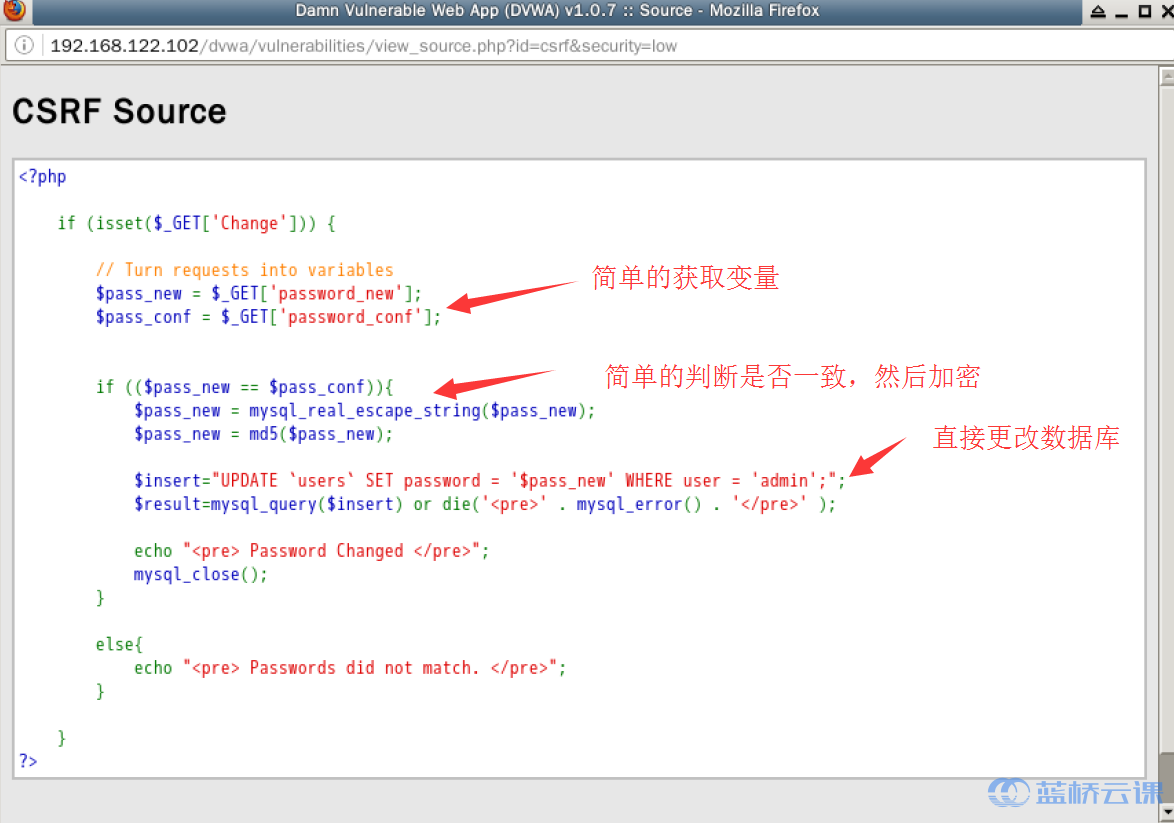 Damn Vulnerable Web App (DVWA) v1.0.7 :: Source - Mozilla Firefox
192.168.122.102/dvwa/vulnerabilities/view_source.php?id=csrf&security=low
CSRF Source
<?php
if (isset($_GET['Change'])) {
// Turn requests into variables
$pass_new = $_GET['password_new'];
$pass_conf = $_GET['password_conf'];
简单的获取变量
if (($pass_new == $pass_conf)){
简单的判断是否一致，然后加密
$pass_new = mysql_real_escape_string($pass_new);
$pass_new = md5($pass_new);
直接更改数据库
$insert="UPDATE `users` SET password = '$pass_new' WHERE user = 'admin';";
$result=mysql_query($insert) or die('<pre>' . mysql_error() . '</pre>' );
echo "<pre> Password Changed </pre>";
mysql_close();
}
else{
echo "<pre> Passwords did not match. </pre>";
}
}
?>
蓝桥云课